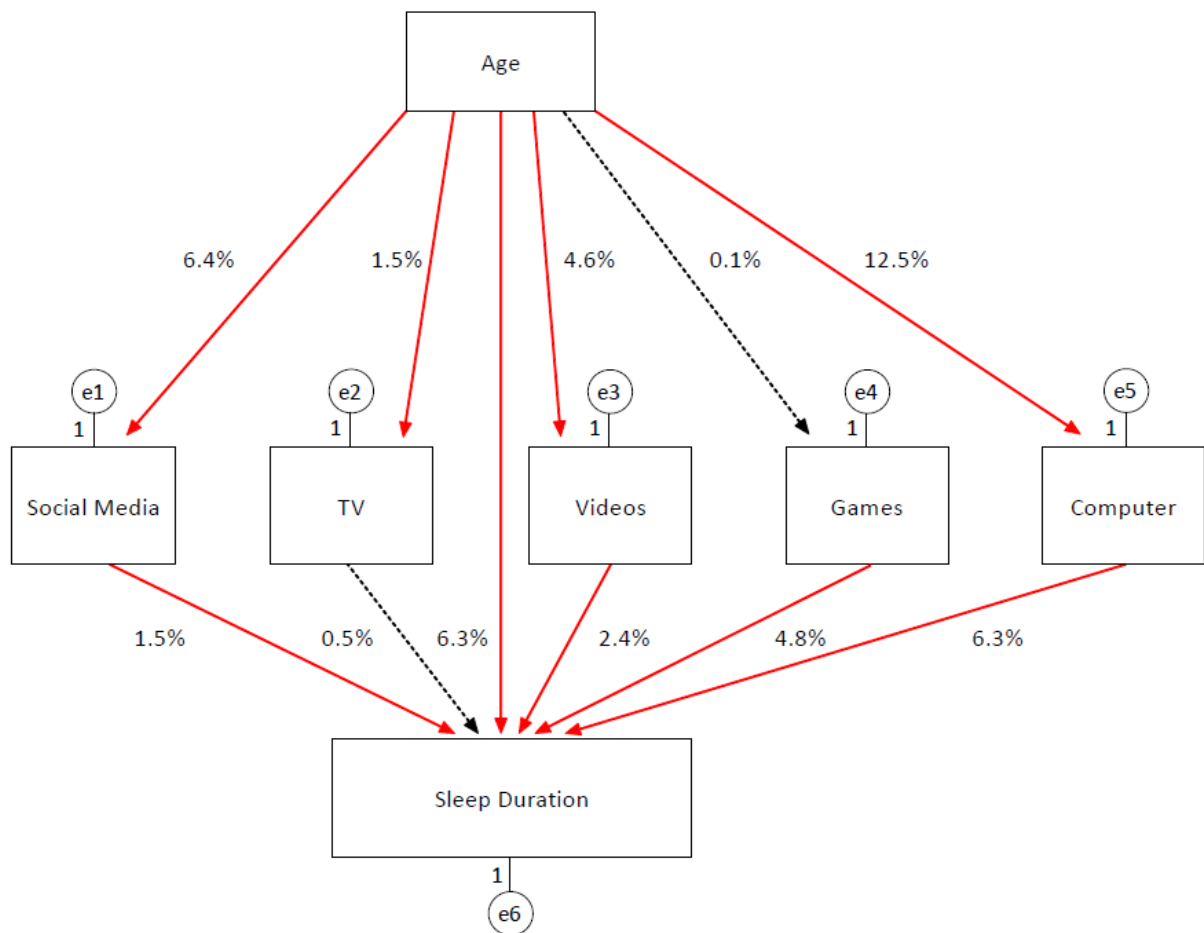 Age
6.4%
1.5%
4.6%
0.1%
12.5%
e1
e2
e3
e4
e5
1
1
1
1
1
Social Media
TV
Videos
Games
Computer
1.5%
0.5%
6.3%
2.4%
4.8%
6.3%
Sleep Duration
1
e6